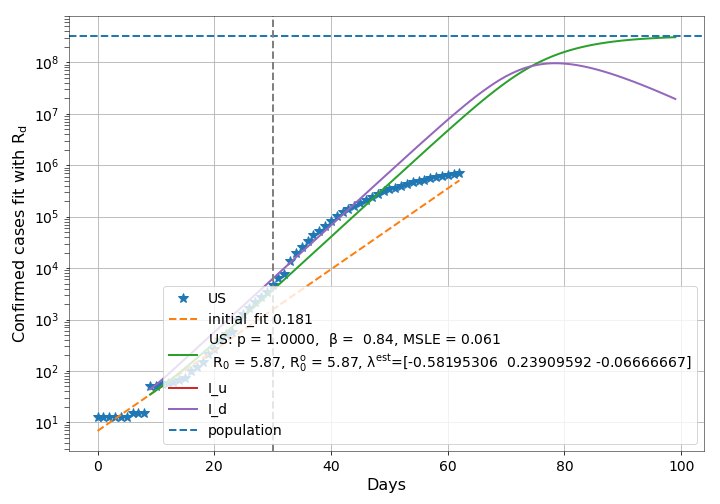 Confirmed cases fit with R_d
10^8
10^7
10^6
10^5
10^4
10^3
10^2
10^1
US
initial_fit 0.181
US: p = 1.0000,  β =  0.84, MSLE = 0.061
R_0 = 5.87, R_0^o = 5.87, λ^est=[-0.58195306  0.23909592 -0.06666667]
I_u
I_d
population
0 20 40 60 80 100
Days